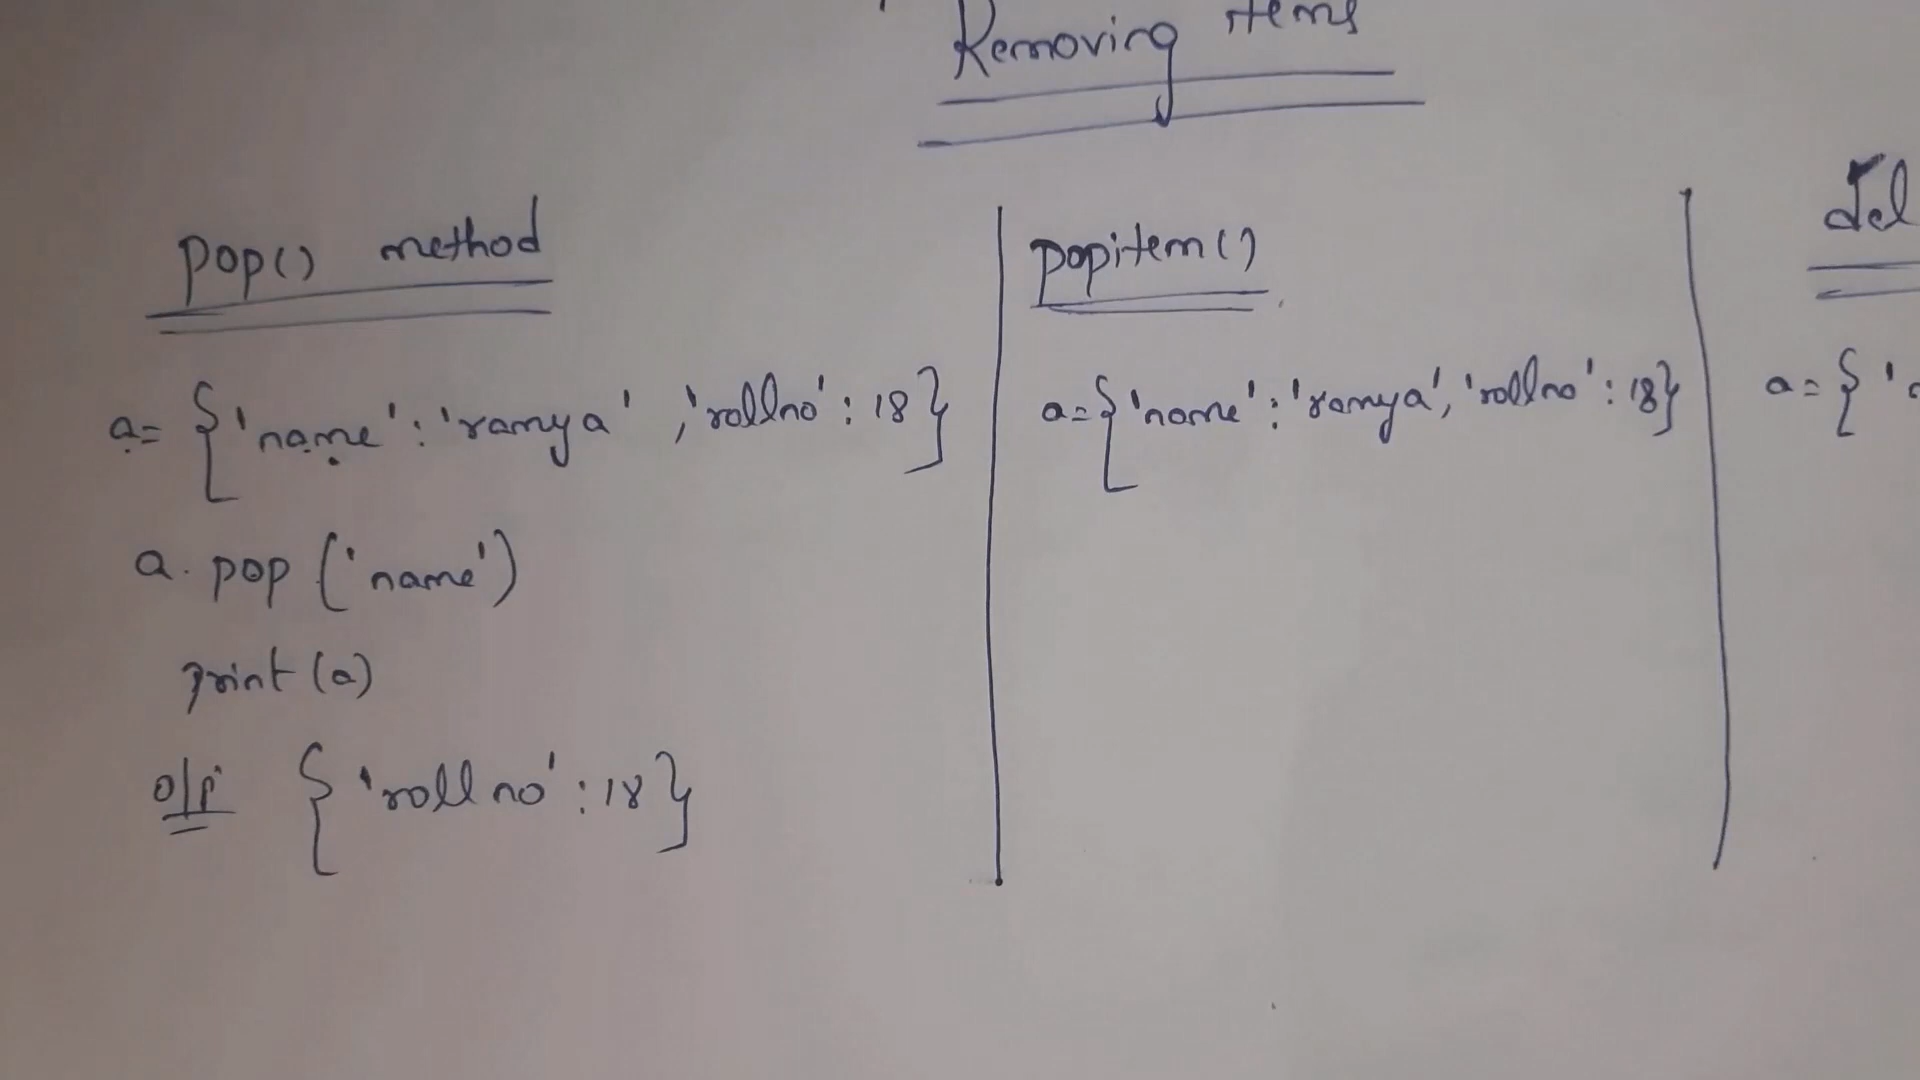 Removing items
pop() method
a= {'name': 'ramya', 'rollno': 18}
a. pop ('name')
print (a)
o/p {'rollno': 18}
popitem()
a={'name': 'ramya', 'rollno': 18}
del
a= {'